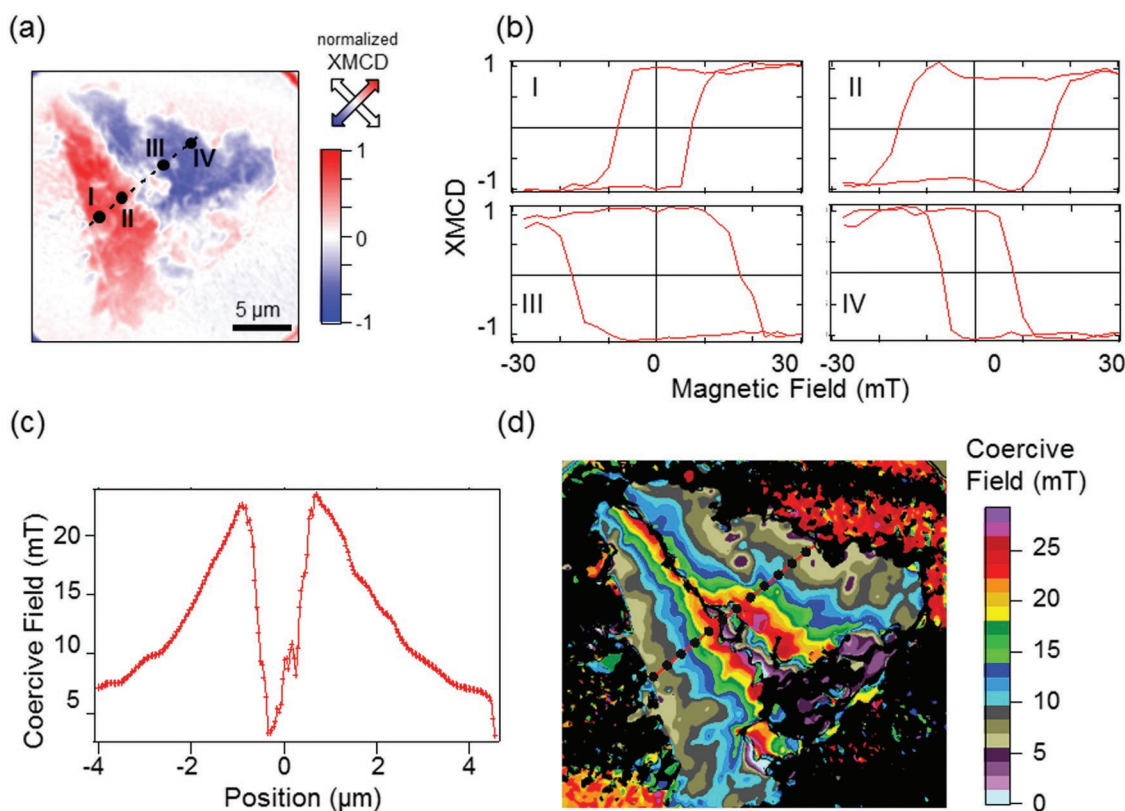 (a)
normalized
XMCD
I
II
III
IV
5 µm
1
0
-1
(b)
XMCD
1
-1
1
-1
I
II
III
IV
-30
0
30
-30
0
30
Magnetic Field (mT)
(c)
Coercive Field (mT)
20
15
10
5
-4
-2
0
2
4
Position (µm)
(d)
Coercive
Field (mT)
25
20
15
10
5
0